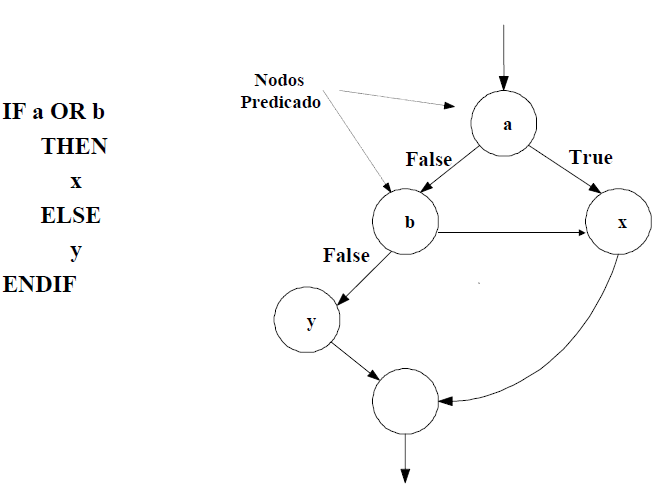 IF a OR b
THEN
x
ELSE
y
ENDIF
Nodos
Predicado
a
False
True
b
x
False
y